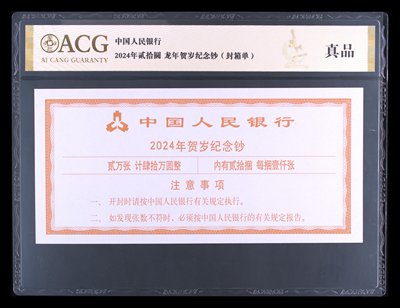 ACG
AI CANG GUARANTY
中国人民银行
2024年贰拾圆 龙年贺岁纪念钞（封箱单）
真品
中国人民银行
2024年贺岁纪念钞
贰万张 计肆拾万圆整 内有贰拾捆 每捆壹仟张
注意事项
一、 开封时请按中国人民银行有关规定执行。
二、 如发现张数不符时，必须按中国人民银行的有关规定报告。